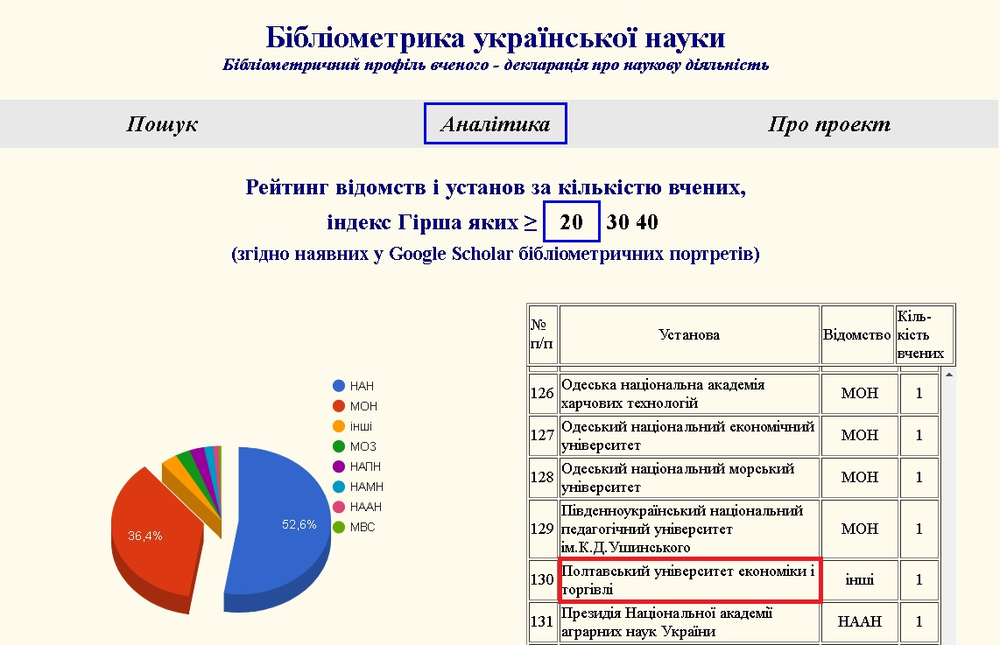 Бібліометрика української науки
Бібліометричний профіль вченого - декларація про наукову діяльність
Пошук
Аналітика
Про проект
Рейтинг відомств і установ за кількістю вчених,
індекс Гірша яких ≥ 20 30 40
(згідно наявних у Google Scholar бібліометричних портретів)
НАН
МОН
інші
МОЗ
НАПН
НАМН
НААН
МВС
52,6%
36,4%
№
п/п
Установа
Відомство
Кіль-
кість
вчених
126
Одеська національна академія
харчових технологій
МОН
1
127
Одеський національний економічний
університет
МОН
1
128
Одеський національний морський
університет
МОН
1
129
Південноукраїнський національний
педагогічний університет
ім.К.Д.Ушинського
МОН
1
130
Полтавський університет економіки і
торгівлі
інші
1
131
Президія Національної академії
аграрних наук України
НААН
1